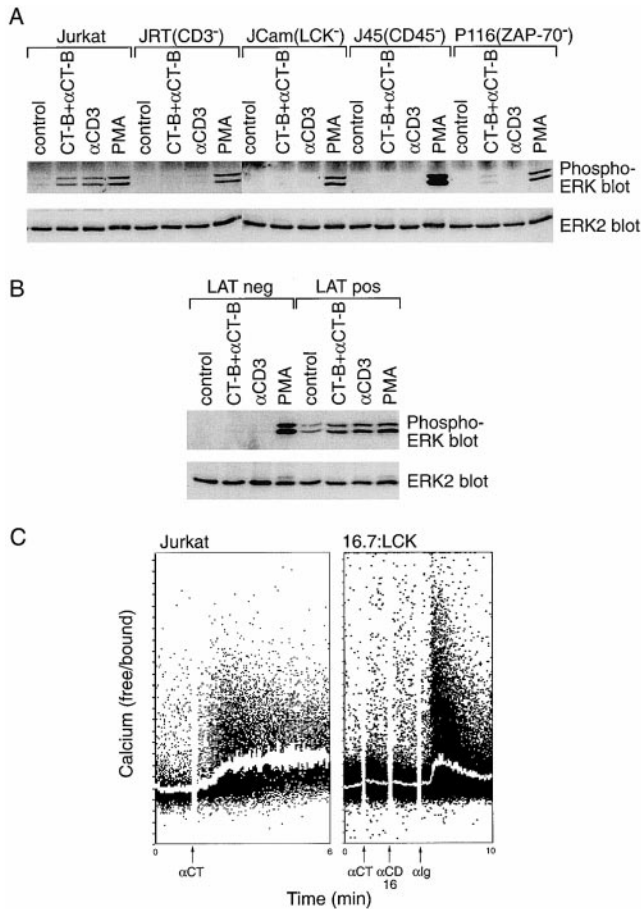 A
Jurkat JRT(CD3-) JCam(LCK-) J45(CD45-) P116(ZAP-70-)
control CT-B+αCT-B αCD3 PMA control CT-B+αCT-B αCD3 PMA control CT-B+αCT-B αCD3 PMA control CT-B+αCT-B αCD3 PMA control CT-B+αCT-B αCD3 PMA
Phospho-
ERK blot
ERK2 blot
B
LAT neg LAT pos
control CT-B+αCT-B αCD3 PMA control CT-B+αCT-B αCD3 PMA
Phospho-
ERK blot
ERK2 blot
C
Jurkat 16.7:LCK
Calcium (free/bound)
0 6 0 10
αCT αCT αCD αIg
16
Time (min)